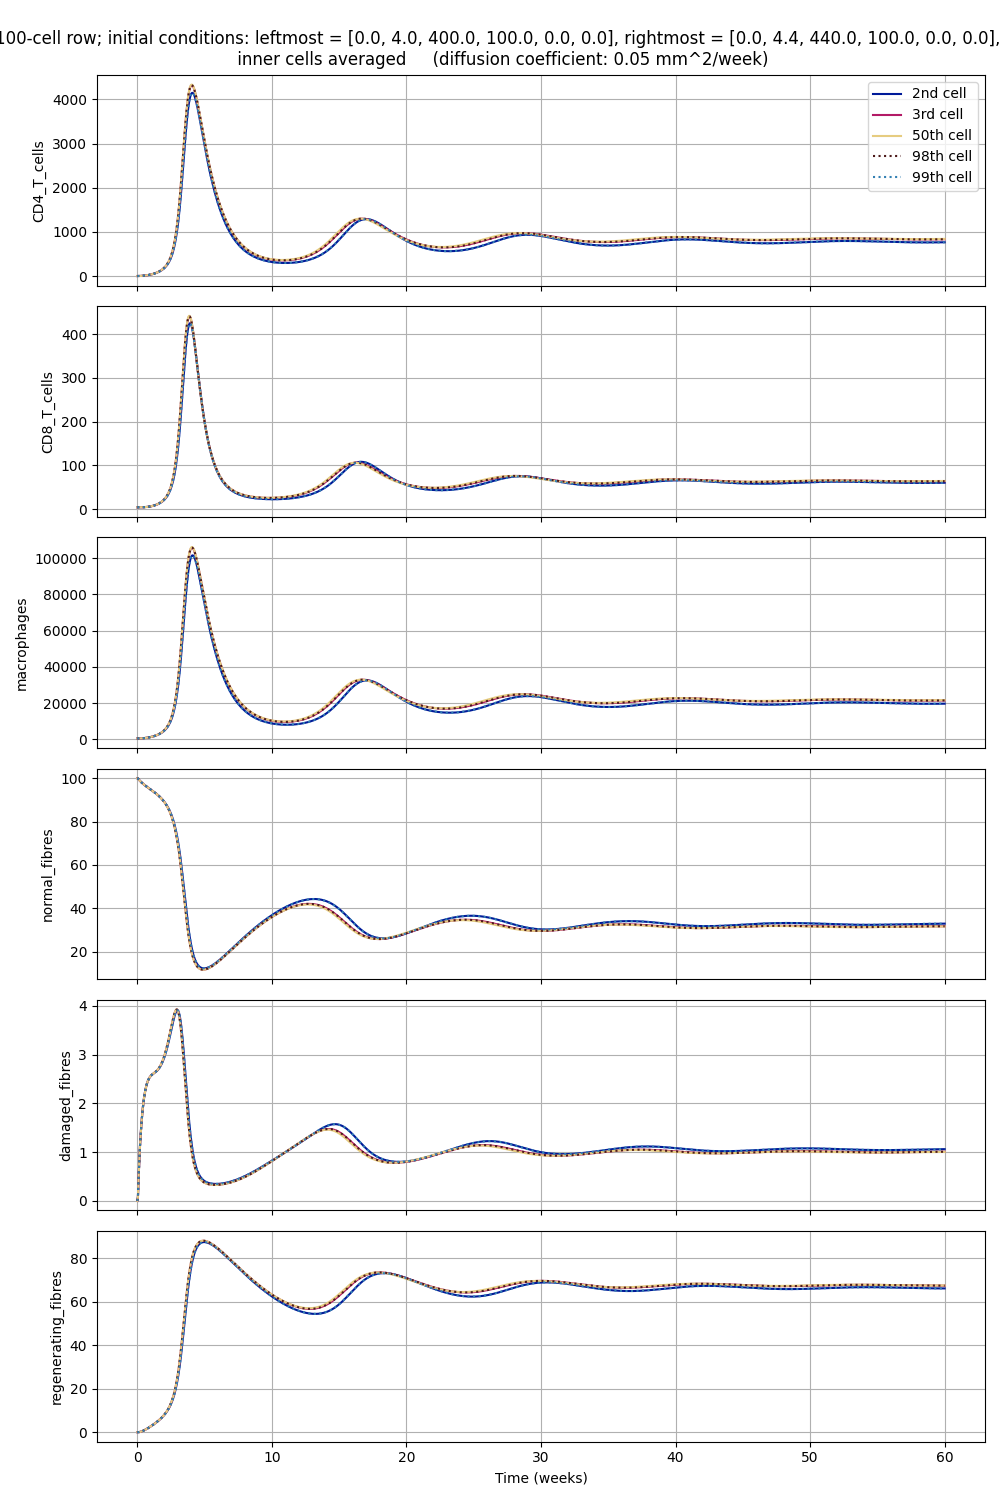 100-cell row; initial conditions: leftmost = [0.0, 4.0, 400.0, 100.0, 0.0, 0.0], rightmost = [0.0, 4.4, 440.0, 100.0, 0.0, 0.0],
inner cells averaged (diffusion coefficient: 0.05 mm^2/week)
CD4_T_cells
4000
3000
2000
1000
0
2nd cell
3rd cell
50th cell
98th cell
99th cell
CD8_T_cells
400
300
200
100
0
macrophages
100000
80000
60000
40000
20000
0
normal_fibres
100
80
60
40
20
damaged_fibres
4
3
2
1
0
regenerating_fibres
80
60
40
20
0
0 10 20 30 40 50 60
Time (weeks)